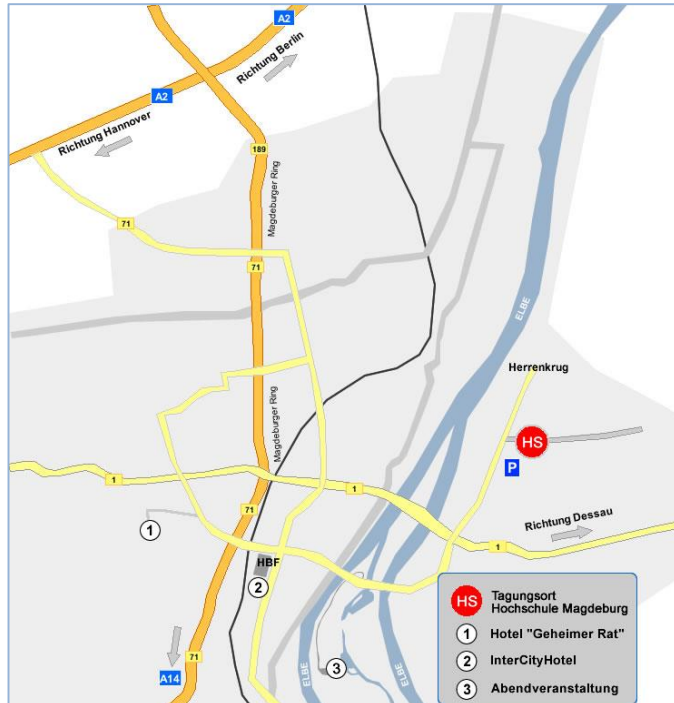 A2
Richtung Berlin
A2
Richtung Hannover
189
Magdeburger Ring
71
71
ELBE
Herrenkrug
HS
Magdeburger Ring
P
1
1
71
1
Richtung Dessau
1
HBF
2
HS
Tagungsort
Hochschule Magdeburg
1
Hotel "Geheimer Rat"
2
InterCityHotel
3
Abendveranstaltung
71
3
A14
ELBE
ELBE